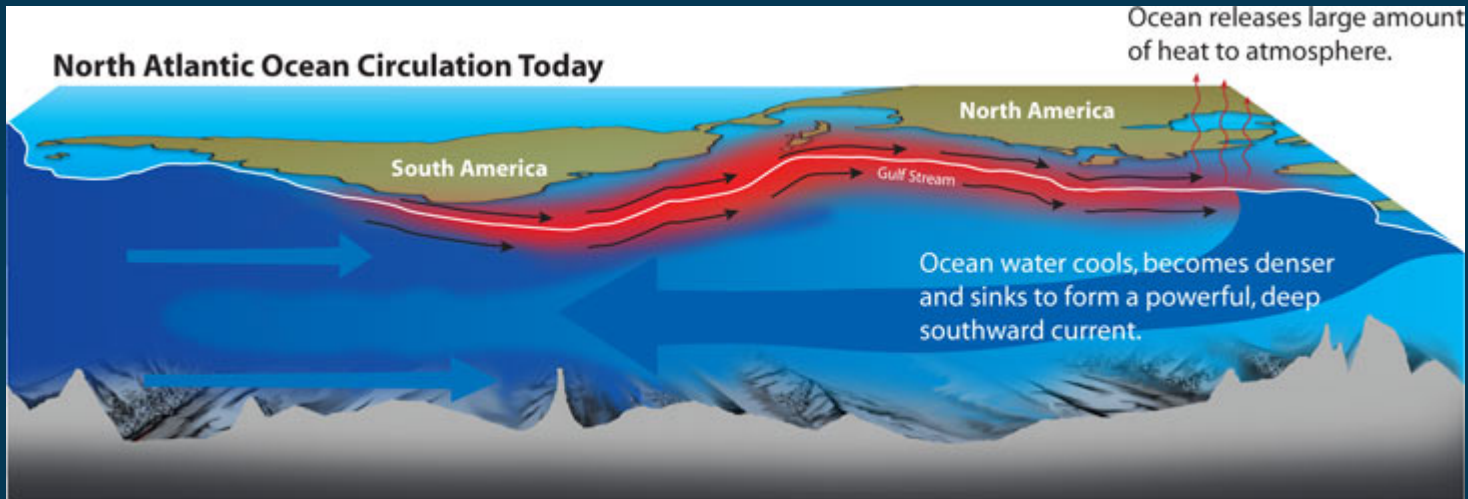 Ocean releases large amount
of heat to atmosphere.
North Atlantic Ocean Circulation Today
North America
South America
Gulf Stream
Ocean water cools, becomes denser
and sinks to form a powerful, deep
southward current.